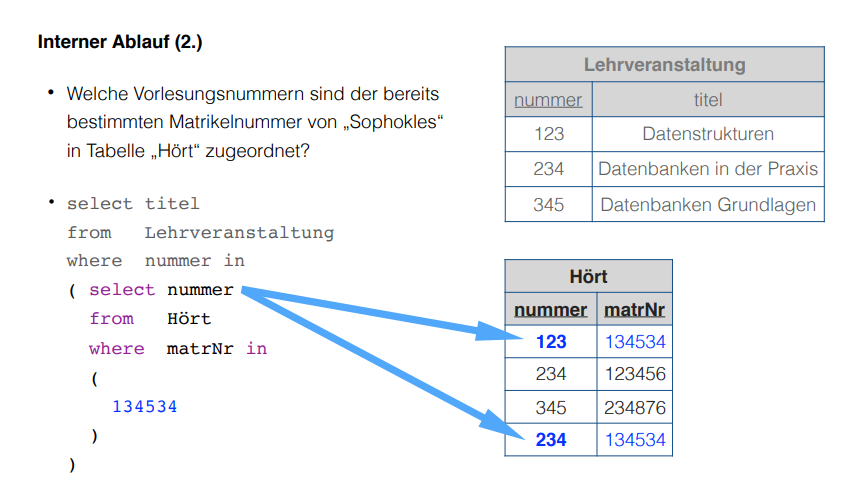 Interner Ablauf (2.)
• Welche Vorlesungsnummern sind der bereits
bestimmten Matrikelnummer von „Sophokles“
in Tabelle „Hört“ zugeordnet?
• select titel
from Lehrveranstaltung
where nummer in
( select nummer
from Hört
where matrNr in
(
134534
)
)
Lehrveranstaltung
nummer titel
123 Datenstrukturen
234 Datenbanken in der Praxis
345 Datenbanken Grundlagen
Hört
nummer matrNr
123 134534
234 123456
345 234876
234 134534